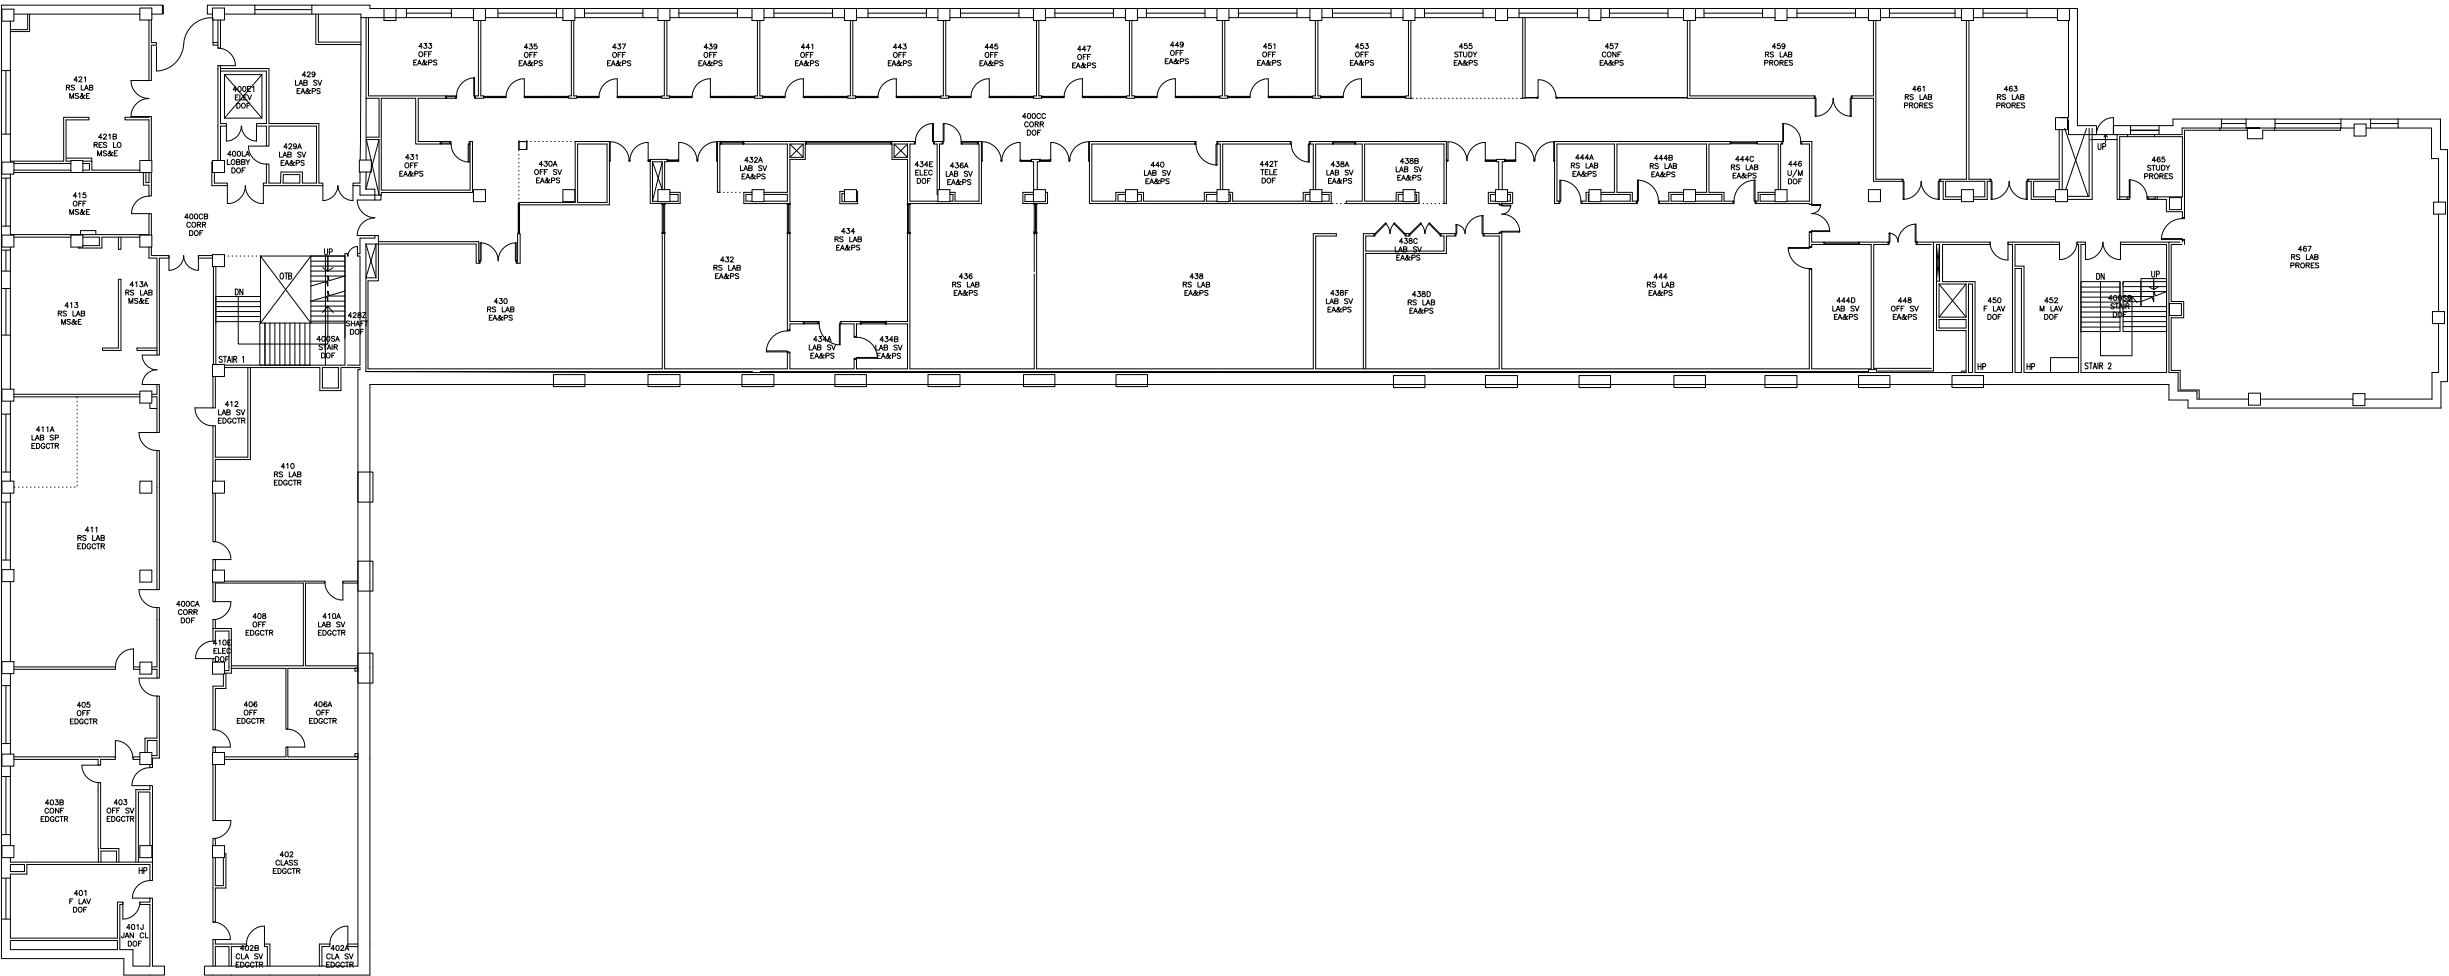 433
OFF
EA&PS
435
OFF
EA&PS
437
OFF
EA&PS
439
OFF
EA&PS
441
OFF
EA&PS
443
OFF
EA&PS
445
OFF
EA&PS
447
OFF
EA&PS
449
OFF
EA&PS
451
OFF
EA&PS
453
OFF
EA&PS
455
STUDY
EA&PS
457
CONF
EA&PS
459
RS LAB
PRORES
461
RS LAB
PRORES
463
RS LAB
PRORES
421
RS LAB
MS&E
429
LAB SV
EA&PS
400E1
ELEV
DOF
421B
RES LO
MS&E
400LA
LOBBY
DOF
429A
LAB SV
EA&PS
400CC
CORR
DOF
431
OFF
EA&PS
430A
OFF SV
EA&PS
432A
LAB SV
EA&PS
434E
ELEC
DOF
436A
LAB SV
EA&PS
440
LAB SV
EA&PS
442T
TELE
DOF
438A
LAB SV
EA&PS
438B
LAB SV
EA&PS
444A
RS LAB
EA&PS
444B
RS LAB
EA&PS
444C
RS LAB
EA&PS
446
U/M
DOF
UP
465
STUDY
PRORES
415
OFF
MS&E
400CB
CORR
DOF
434
RS LAB
EA&PS
432
RS LAB
EA&PS
436
RS LAB
EA&PS
438
RS LAB
EA&PS
438C
LAB SV
EA&PS
444
RS LAB
EA&PS
467
RS LAB
PRORES
413
RS LAB
MS&E
413A
RS LAB
MS&E
DN
OTB
UP
428Z
SHAFT
DOF
400SA
STAIR
DOF
STAIR 1
430
RS LAB
EA&PS
434A
LAB SV
EA&PS
434B
LAB SV
EA&PS
438F
LAB SV
EA&PS
438D
RS LAB
EA&PS
444D
LAB SV
EA&PS
448
OFF SV
EA&PS
450
F LAV
DOF
HP
452
M LAV
DOF
HP
DN
UP
400SB
STAIR
DOF
STAIR 2
412
LAB SV
EDGCTR
411A
LAB SP
EDGCTR
410
RS LAB
EDGCTR
411
RS LAB
EDGCTR
400CA
CORR
DOF
408
OFF
EDGCTR
410A
LAB SV
EDGCTR
410E
ELEC
DOF
405
OFF
EDGCTR
406
OFF
EDGCTR
406A
OFF
EDGCTR
403B
CONF
EDGCTR
403
OFF SV
EDGCTR
402
CLASS
EDGCTR
HP
401
F LAV
DOF
401J
JAN CL
DOF
402B
CLA SV
EDGCTR
402A
CLA SV
EDGCTR